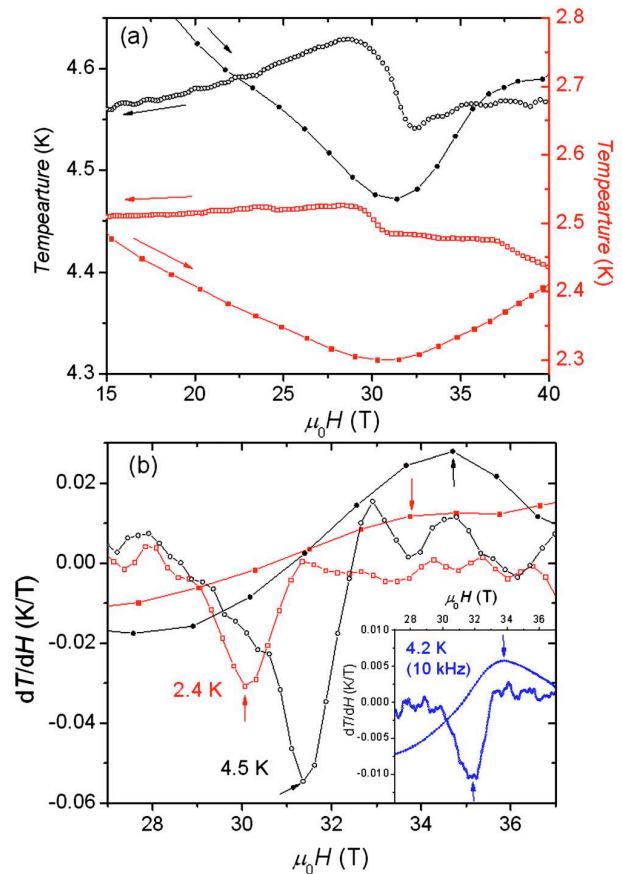 (a)
4.6
4.5
4.4
4.3
Tempearture (K)
2.8
2.7
2.6
2.5
2.4
2.3
Tempearture (K)
15 20 25 30 35 40
μ₀H (T)
(b)
0.02
0.00
-0.02
-0.04
-0.06
dT/dH (K/T)
2.4 K
4.5 K
28 30 32 34 36
μ₀H (T)
μ₀H (T)
28 30 32 34 36
0.010
0.005
0.000
-0.005
-0.010
dT/dH (K/T)
4.2 K
(10 kHz)